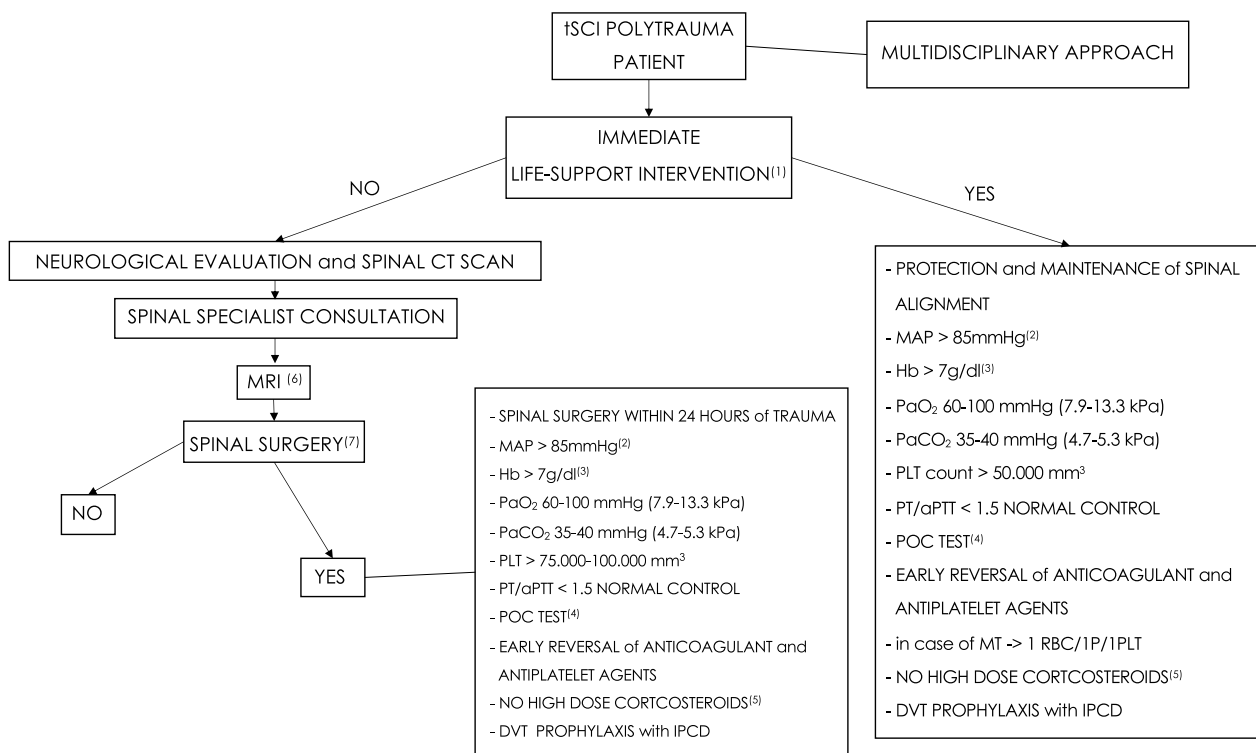 tSCI POLYTRAUMA
PATIENT
MULTIDISCIPLINARY APPROACH
IMMEDIATE
LIFE-SUPPORT INTERVENTION(1)
NO
YES
NEUROLOGICAL EVALUATION and SPINAL CT SCAN
SPINAL SPECIALIST CONSULTATION
MRI (6)
SPINAL SURGERY(7)
NO
YES
- SPINAL SURGERY WITHIN 24 HOURS of TRAUMA
- MAP > 85mmHg(2)
- Hb > 7g/dl(3)
- PaO2 60-100 mmHg (7.9-13.3 kPa)
- PaCO2 35-40 mmHg (4.7-5.3 kPa)
- PLT > 75.000-100.000 mm3
- PT/aPTT < 1.5 NORMAL CONTROL
- POC TEST(4)
- EARLY REVERSAL of ANTICOAGULANT and
ANTIPLATELET AGENTS
- NO HIGH DOSE CORTCOSTEROIDS(5)
- DVT PROPHYLAXIS with IPCD
- PROTECTION and MAINTENANCE of SPINAL
ALIGNMENT
- MAP > 85mmHg(2)
- Hb > 7g/dl(3)
- PaO2 60-100 mmHg (7.9-13.3 kPa)
- PaCO2 35-40 mmHg (4.7-5.3 kPa)
- PLT count > 50.000 mm3
- PT/aPTT < 1.5 NORMAL CONTROL
- POC TEST(4)
- EARLY REVERSAL of ANTICOAGULANT and
ANTIPLATELET AGENTS
- in case of MT -> 1 RBC/1P/1PLT
- NO HIGH DOSE CORTCOSTEROIDS(5)
- DVT PROPHYLAXIS with IPCD